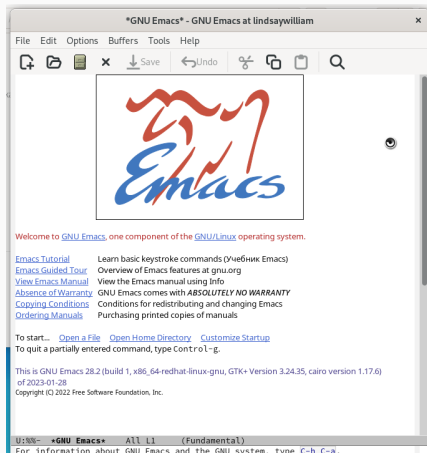 *GNU Emacs* - GNU Emacs at lindsaywilliam ×
File Edit Options Buffers Tools Help
Save Undo
Emacs
Welcome to GNU Emacs, one component of the GNU/Linux operating system.
Emacs Tutorial Learn basic keystroke commands (Учебник Emacs)
Emacs Guided Tour Overview of Emacs features at gnu.org
View Emacs Manual View the Emacs manual using Info
Absence of Warranty GNU Emacs comes with ABSOLUTELY NO WARRANTY
Copying Conditions Conditions for redistributing and changing Emacs
Ordering Manuals Purchasing printed copies of manuals
To start... Open a File Open Home Directory Customize Startup
To quit a partially entered command, type Control-g.
This is GNU Emacs 28.2 (build 1, x86_64-redhat-linux-gnu, GTK+ Version 3.24.35, cairo version 1.17.6)
of 2023-01-28
Copyright (C) 2022 Free Software Foundation, Inc.
U:%%- *GNU Emacs* All L1 (Fundamental)
For information about GNU Emacs and the GNU system, type C-h C-a.